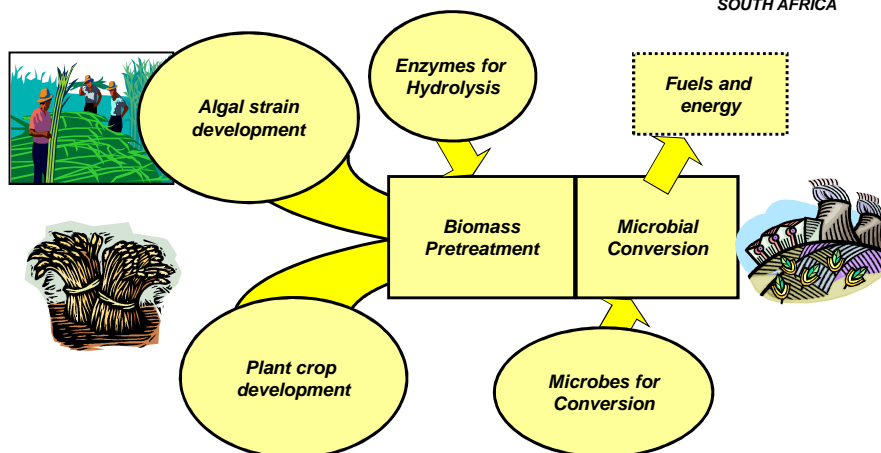 SOUTH AFRICA
Enzymes for
Hydrolysis
Fuels and
energy
Algal strain
development
Biomass
Pretreatment
Microbial
Conversion
Plant crop
development
Microbes for
Conversion